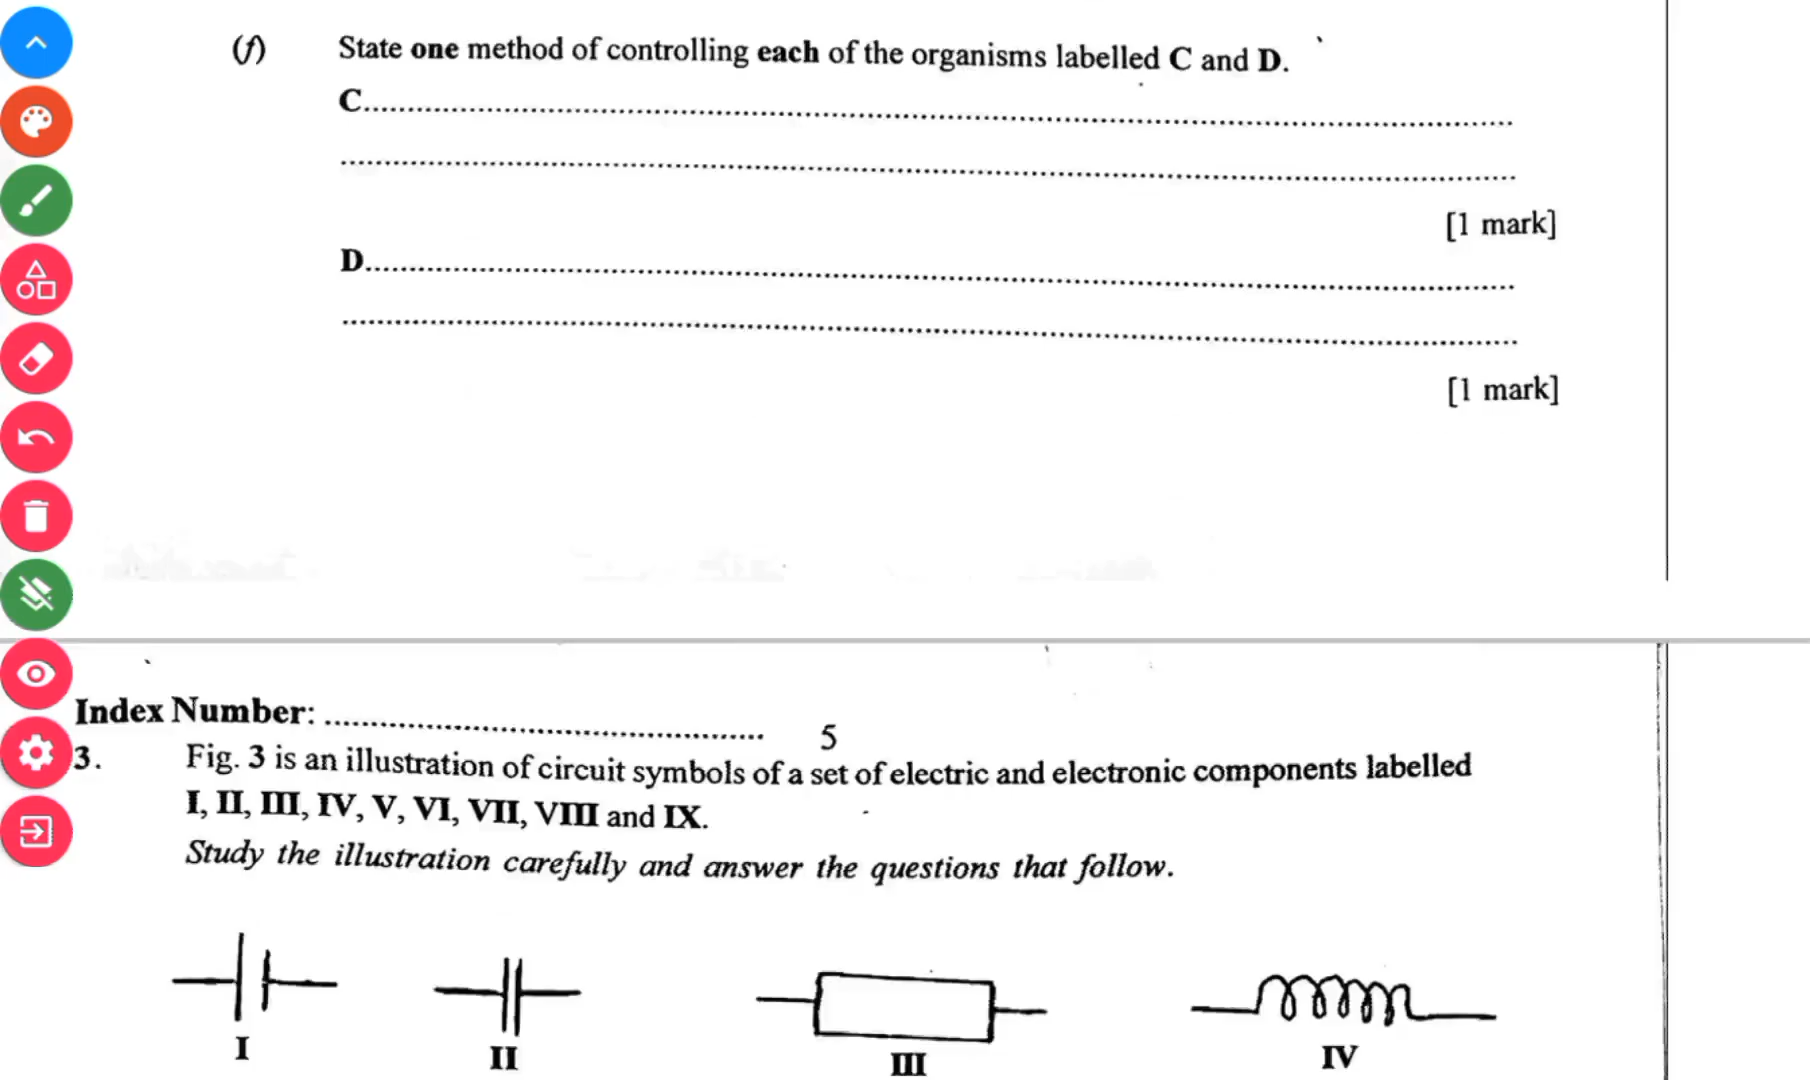 (f) State one method of controlling each of the organisms labelled C and D.
C....................................................................................................
....................................................................................................
[1 mark]
D....................................................................................................
....................................................................................................
[1 mark]
Index Number: ............................................
5
3. Fig. 3 is an illustration of circuit symbols of a set of electric and electronic components labelled
I, II, III, IV, V, VI, VII, VIII and IX.
Study the illustration carefully and answer the questions that follow.
I II III IV